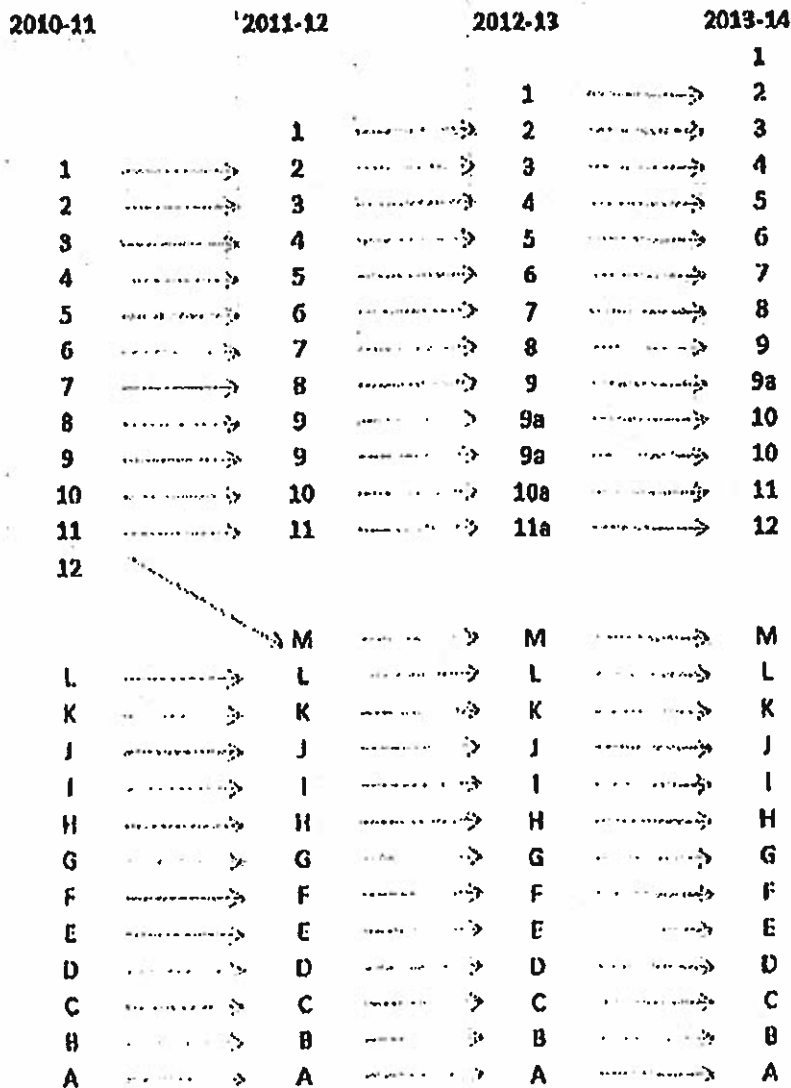 2010-11 2011-12 2012-13 2013-14
1
1 2
1 2 3
1 2 3 4
2 3 4 5
3 4 5 6
4 5 6 7
5 6 7 8
6 7 8 9
7 8 9 9a
8 9 9a 10
9 9 9a 10
10 10 10a 11
11 11 11a 12
12
M M M
L L L L
K K K K
J J J J
I I I I
H H H H
G G G G
F F F F
E E E E
D D D D
C C C C
B B B B
A A A A